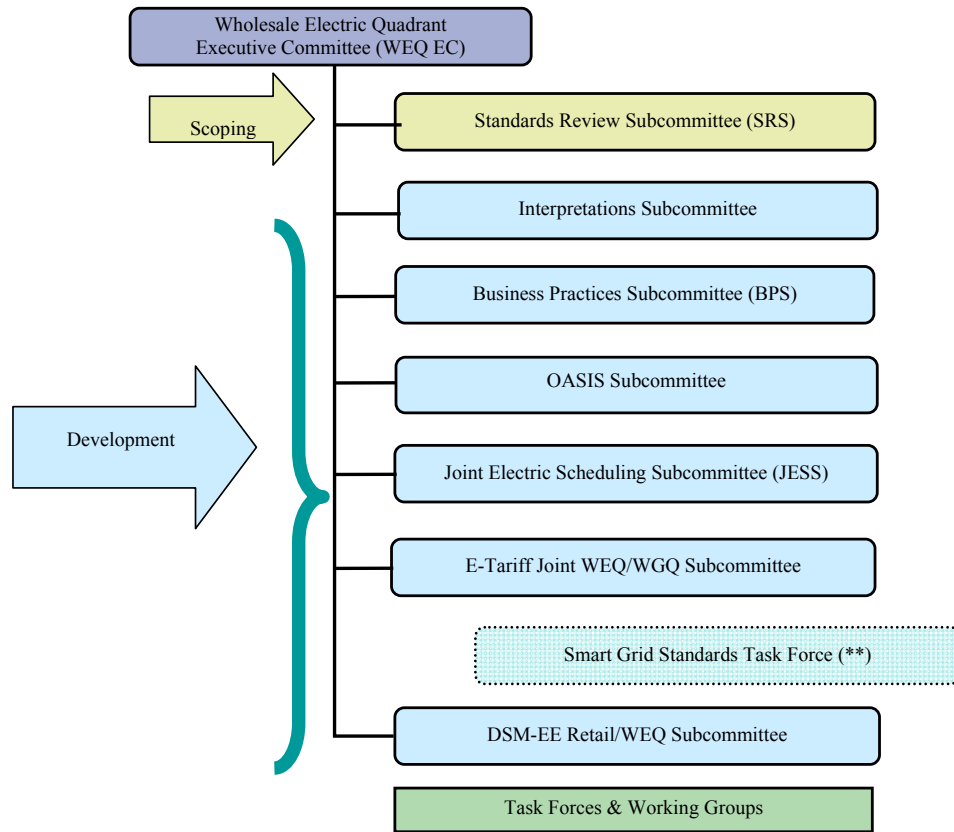 Wholesale Electric Quadrant
Executive Committee (WEQ EC)
Scoping
Standards Review Subcommittee (SRS)
Interpretations Subcommittee
Business Practices Subcommittee (BPS)
OASIS Subcommittee
Development
Joint Electric Scheduling Subcommittee (JESS)
E-Tariff Joint WEQ/WGQ Subcommittee
Smart Grid Standards Task Force (**)
DSM-EE Retail/WEQ Subcommittee
Task Forces & Working Groups